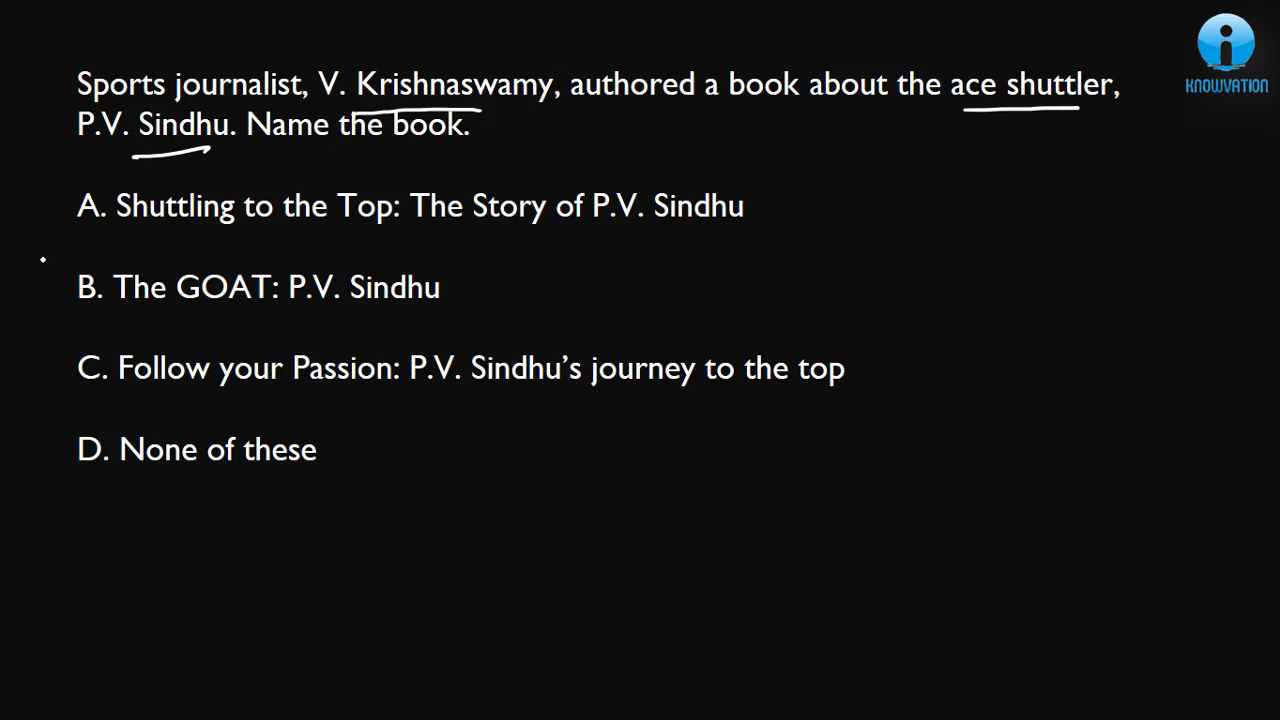 KNOWVATION
Sports journalist, V. Krishnaswamy, authored a book about the ace shuttler,
P.V. Sindhu. Name the book.
A. Shuttling to the Top: The Story of P.V. Sindhu
B. The GOAT: P.V. Sindhu
C. Follow your Passion: P.V. Sindhu’s journey to the top
D. None of these